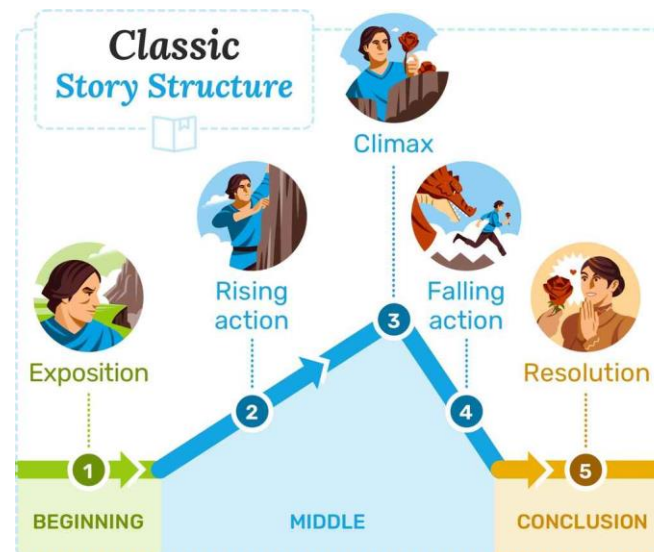 Classic
Story Structure
Climax
Rising
action
Falling
action
Exposition
Resolution
1
2
3
4
5
BEGINNING
MIDDLE
CONCLUSION